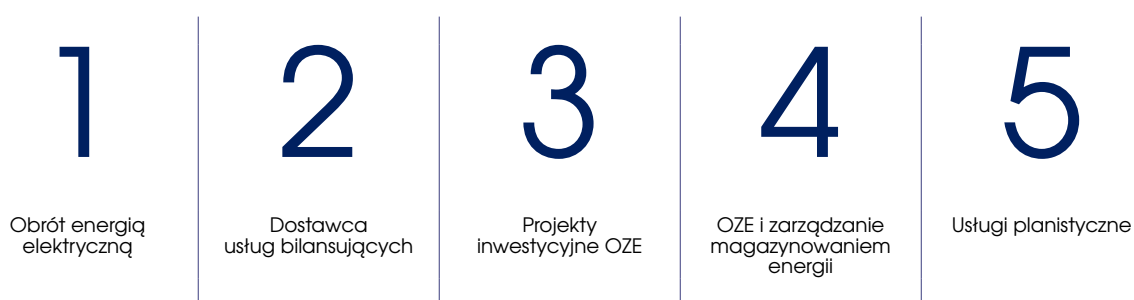 1
Obrót energią
elektryczną
2
Dostawca
usług bilansujących
3
Projekty
inwestycyjne OZE
4
OZE i zarządzanie
magazynowaniem
energii
5
Usługi planistyczne